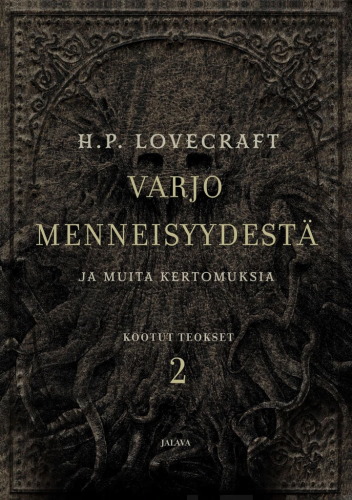 H.P. LOVECRAFT
VARJO
MENNEISYYDESTÄ
JA MUITA KERTOMUKSIA
KOOTUT TEOKSET
2
JALAVA